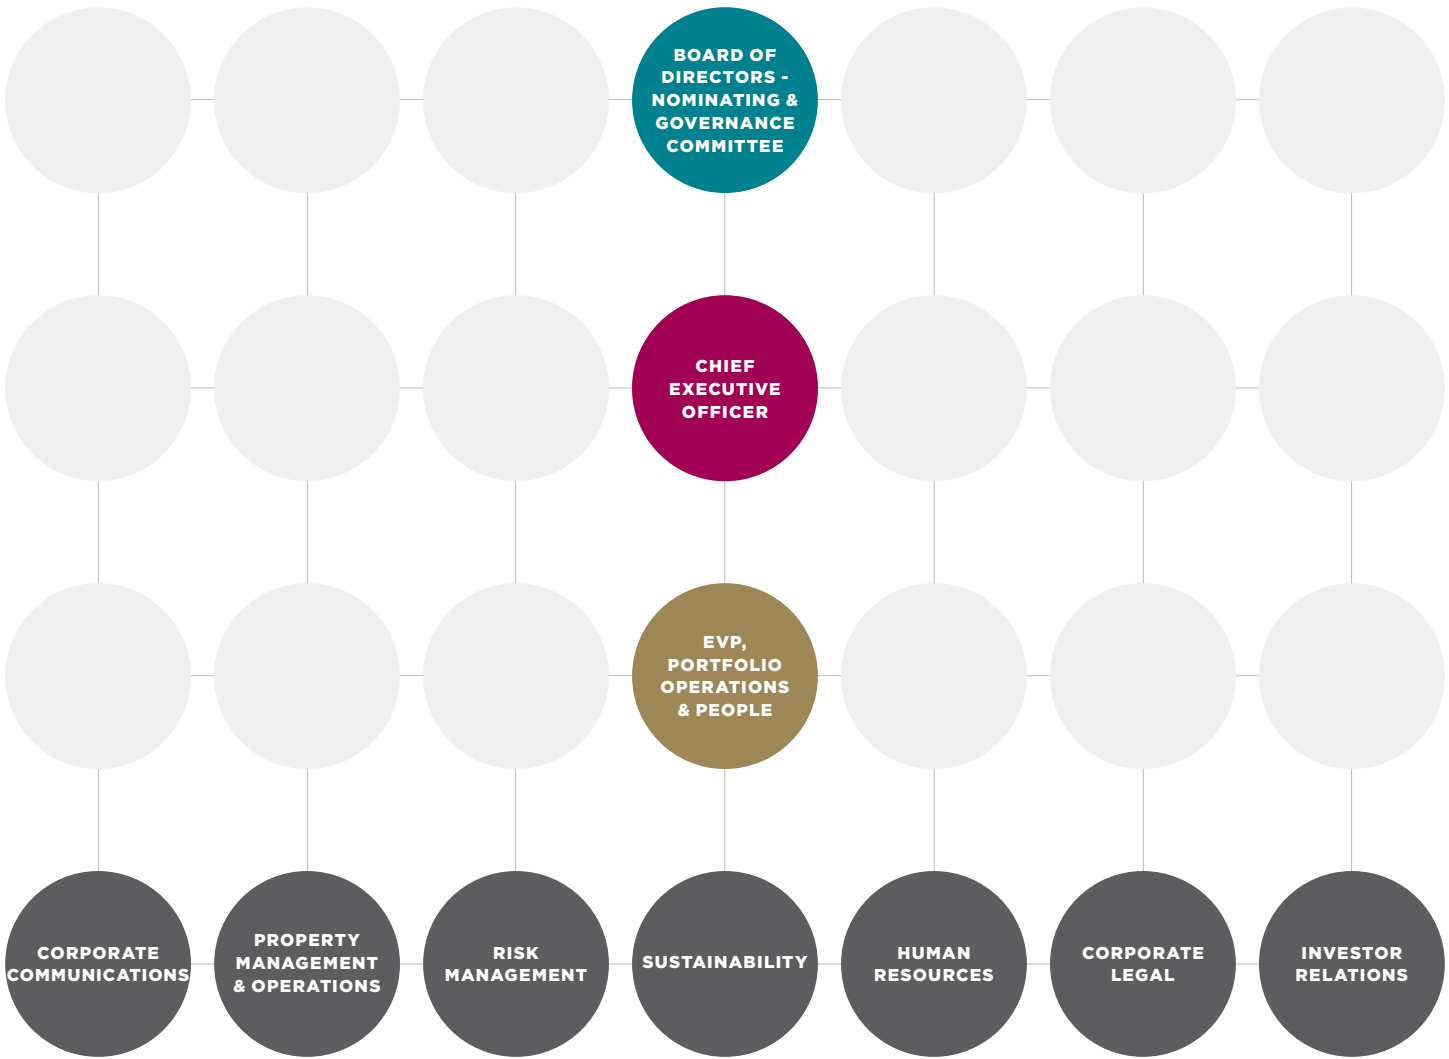 BOARD OF
DIRECTORS -
NOMINATING &
GOVERNANCE
COMMITTEE
CHIEF
EXECUTIVE
OFFICER
EVP,
PORTFOLIO
OPERATIONS
& PEOPLE
CORPORATE
COMMUNICATIONS
PROPERTY
MANAGEMENT
& OPERATIONS
RISK
MANAGEMENT
SUSTAINABILITY
HUMAN
RESOURCES
CORPORATE
LEGAL
INVESTOR
RELATIONS